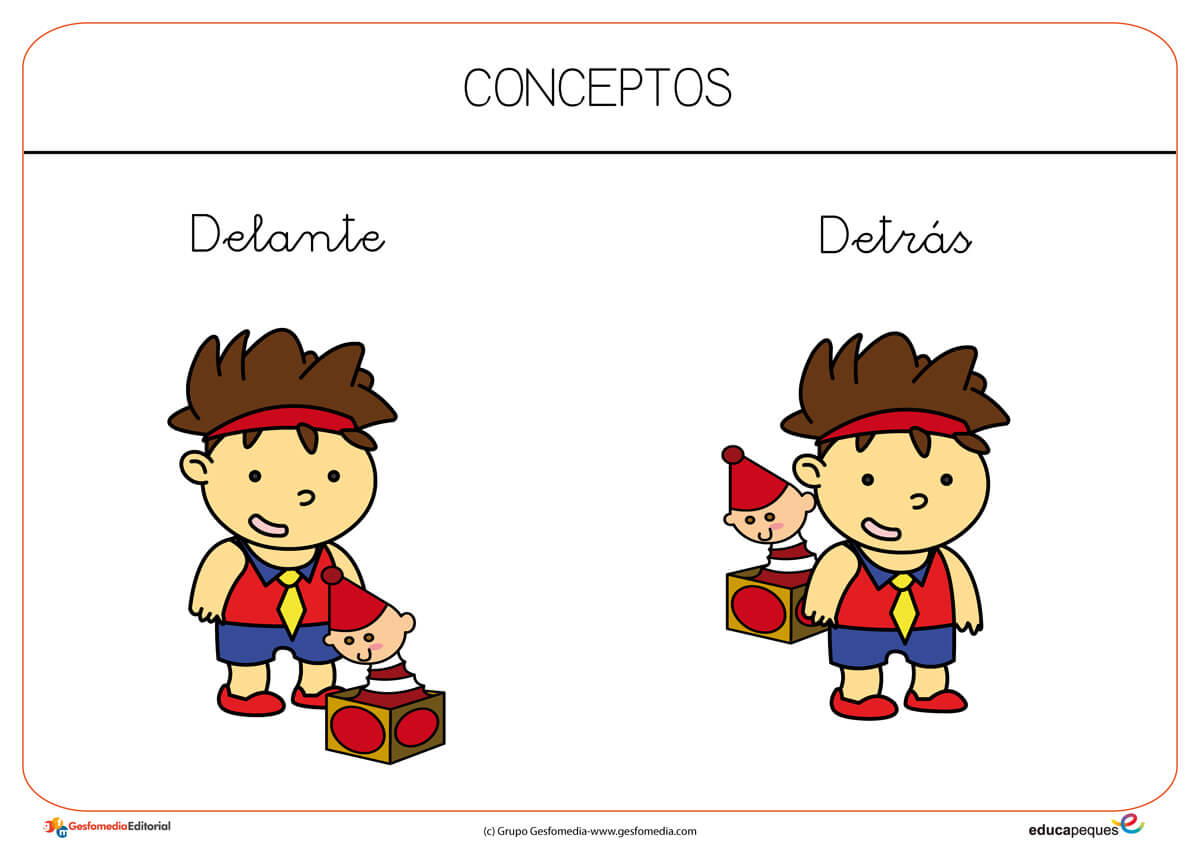 CONCEPTOS
Delante
Detrás
GesfomediaEditorial
(c) Grupo Gesfomedia-www.gesfomedia.com
educapeques